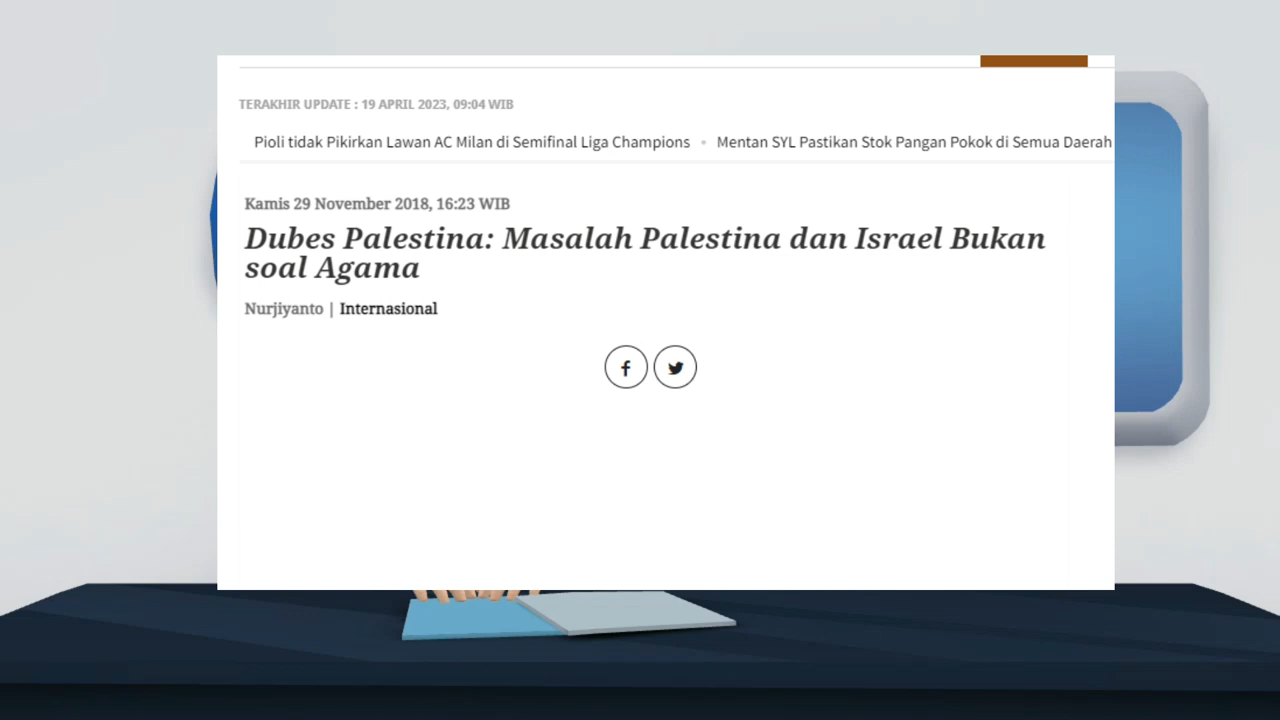 TERAKHIR UPDATE : 19 APRIL 2023, 09:04 WIB
Pioli tidak Pikirkan Lawan AC Milan di Semifinal Liga Champions • Mentan SYL Pastikan Stok Pangan Pokok di Semua Daerah
Kamis 29 November 2018, 16:23 WIB
Dubes Palestina: Masalah Palestina dan Israel Bukan
soal Agama
Nurjiyanto | Internasional